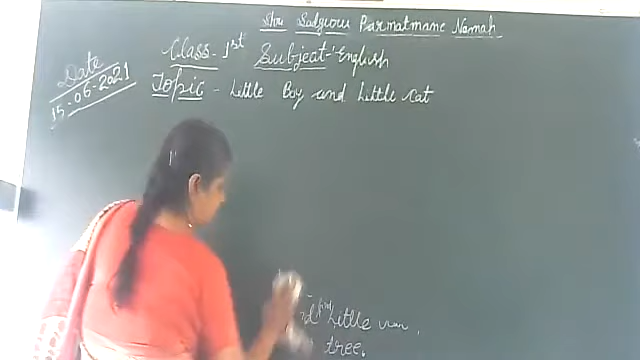 Shri Sadguru Parmatmane Namah
Class - 1st Subject - English
Date
15-06-2021
Topic - Little Boy and Little Cat
Little
tree.